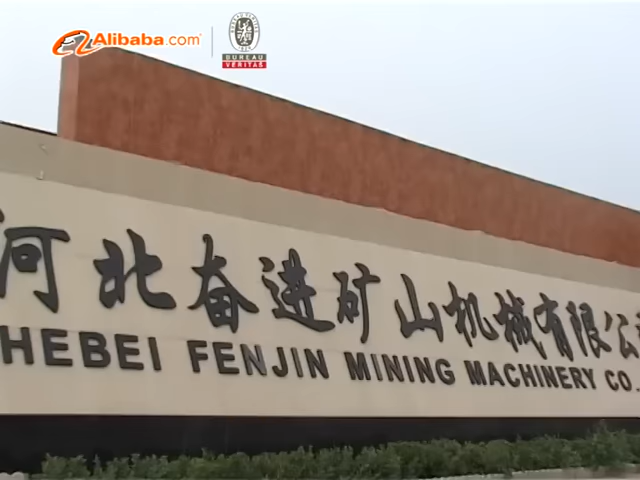 Alibaba.com
BUREAU
VERITAS
河北奋进矿山机械有限公
HEBEI FENJIN MINING MACHINERY CO.